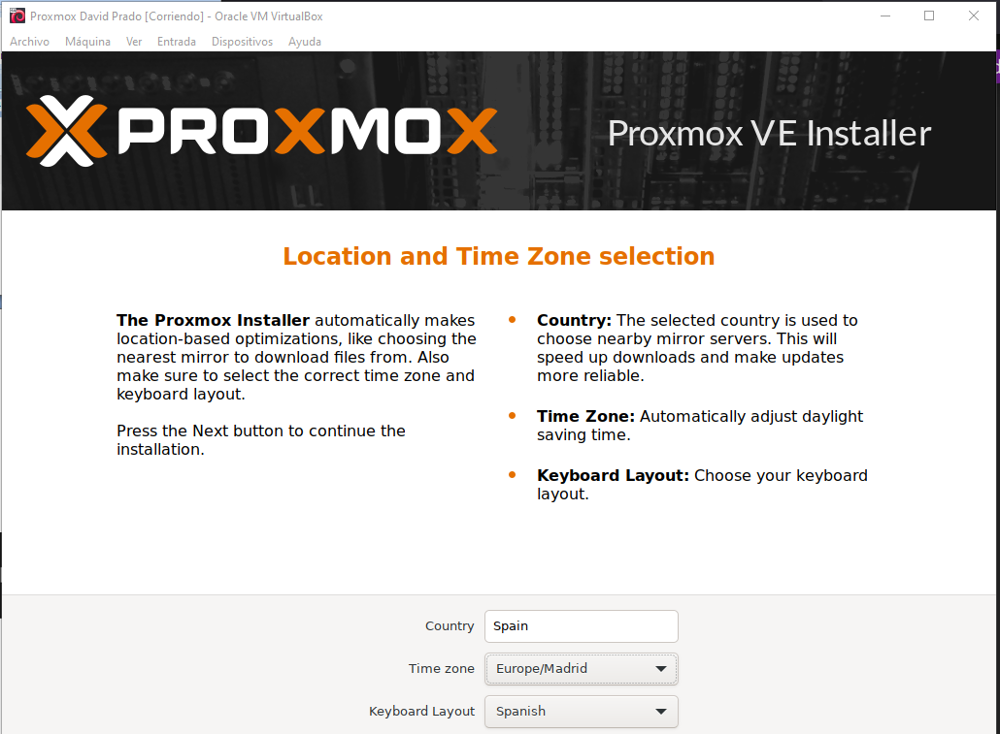 Proxmox David Prado [Corriendo] - Oracle VM VirtualBox
Archivo Máquina Ver Entrada Dispositivos Ayuda
PROXMOX
Proxmox VE Installer
Location and Time Zone selection
The Proxmox Installer automatically makes
location-based optimizations, like choosing the
nearest mirror to download files from. Also
make sure to select the correct time zone and
keyboard layout.
Press the Next button to continue the
installation.
Country: The selected country is used to
choose nearby mirror servers. This will
speed up downloads and make updates
more reliable.
Time Zone: Automatically adjust daylight
saving time.
Keyboard Layout: Choose your keyboard
layout.
Country Spain
Time zone Europe/Madrid
Keyboard Layout Spanish